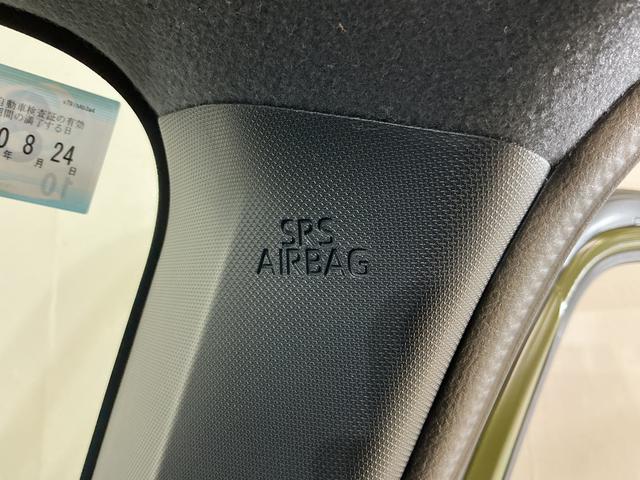 自動車検査証の有効
期間の満了する日
0 8 24
年 月 日
10
SRS
AIRBAG